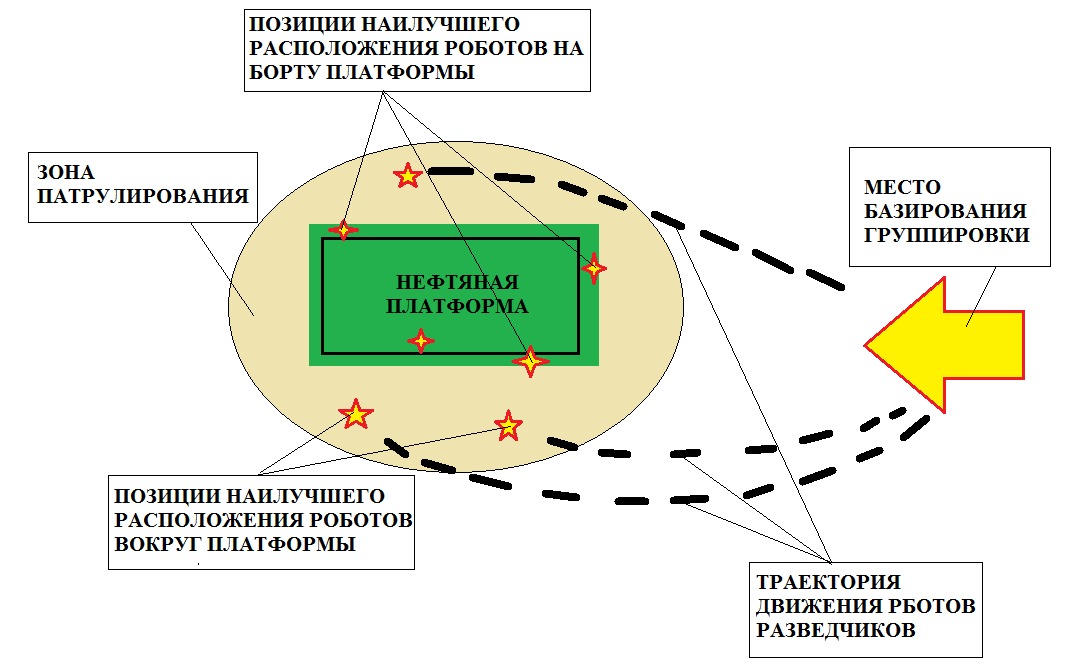 ПОЗИЦИИ НАИЛУЧШЕГО
РАСПОЛОЖЕНИЯ РОБОТОВ НА
БОРТУ ПЛАТФОРМЫ
ЗОНА
ПАТРУЛИРОВАНИЯ
МЕСТО
БАЗИРОВАНИЯ
ГРУППИРОВКИ
НЕФТЯНАЯ
ПЛАТФОРМА
ПОЗИЦИИ НАИЛУЧШЕГО
РАСПОЛОЖЕНИЯ РОБОТОВ
ВОКРУГ ПЛАТФОРМЫ
ТРАЕКТОРИЯ
ДВИЖЕНИЯ РБОТОВ
РАЗВЕДЧИКОВ